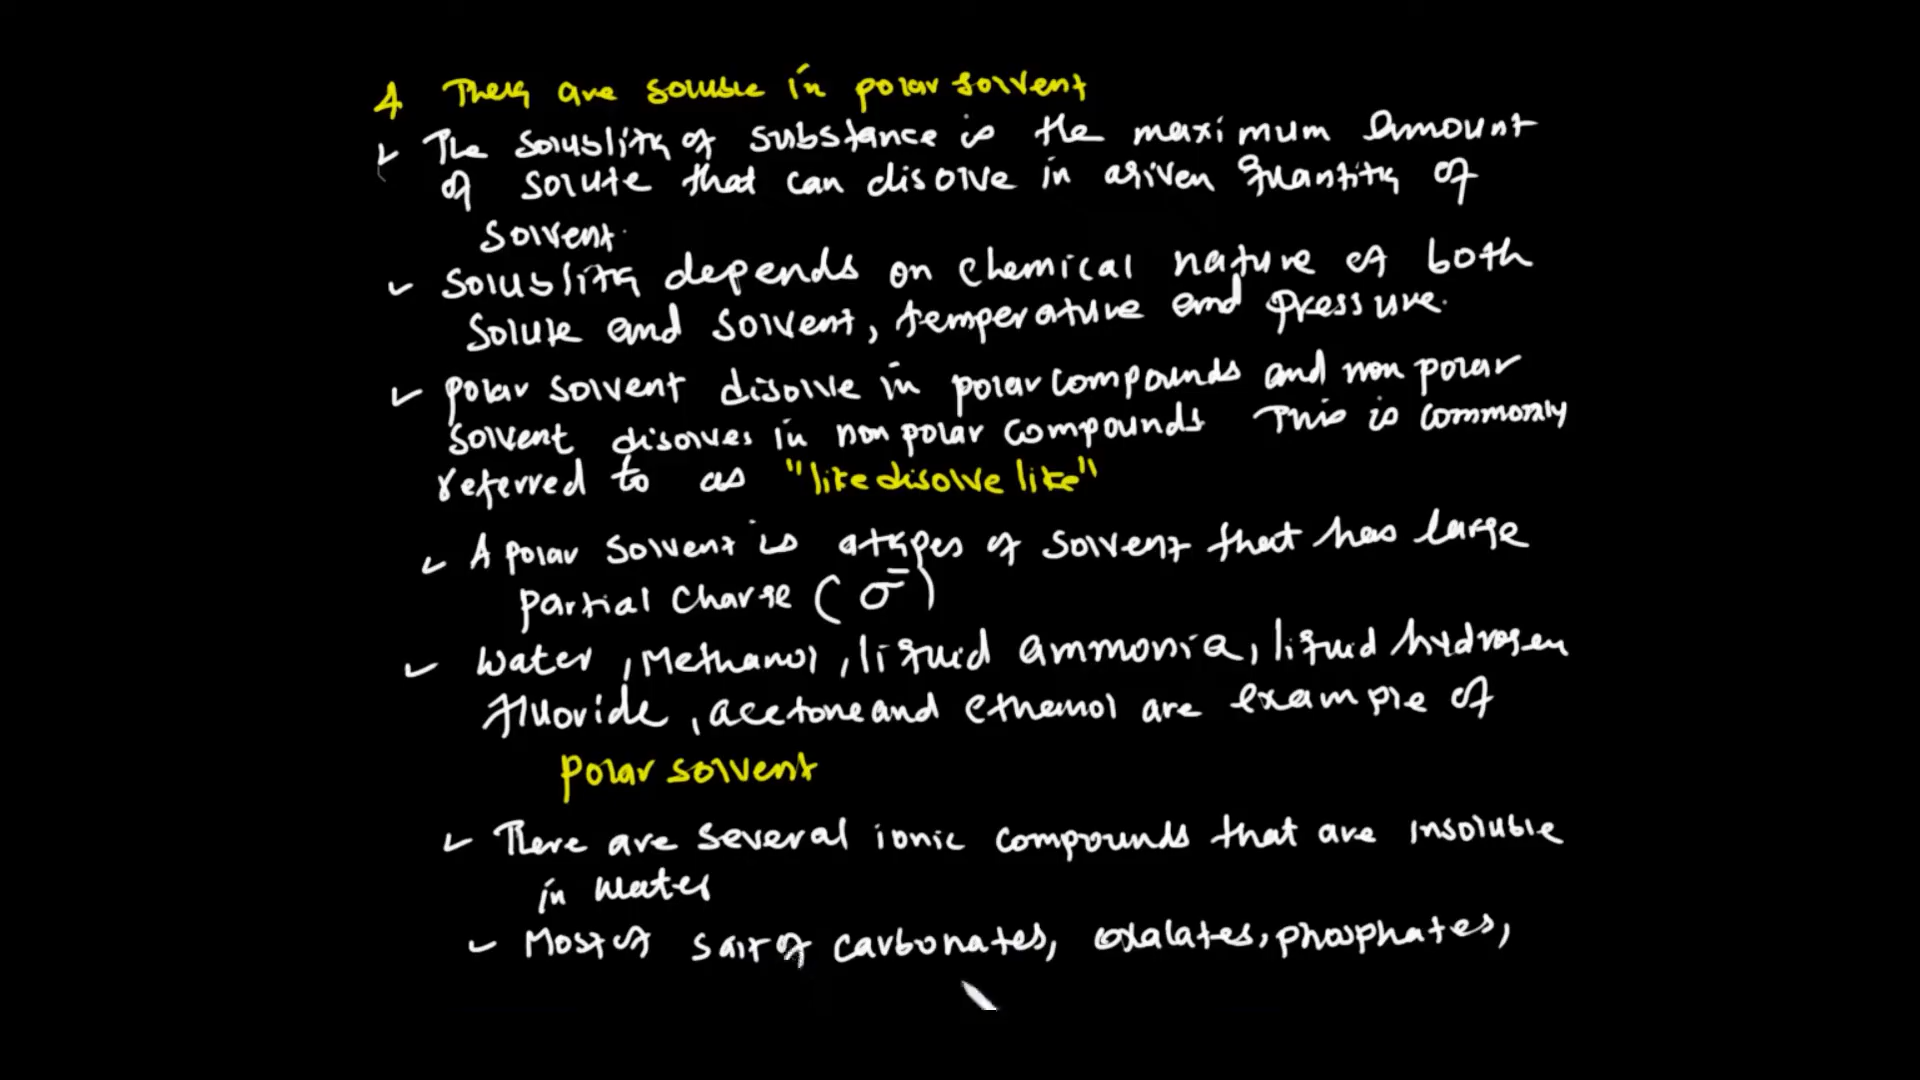 4 They are soluble in polar solvent
The solublity of substance is the maximum amount
of solute that can disolve in a given quantity of
solvent.
Solublity depends on chemical nature of both
solute and solvent, temperature and pressure.
polar solvent disolve in polar compounds and non polar
solvent disolves in non polar compounds This is commonly
referred to as "like disolve like"
A polar solvent is a types of solvent that has large
partial charge (σ⁻)
Water, Methanol, liquid ammonia, liquid hydrogen
fluoride, acetone and ethanol are example of
polar solvent
There are several ionic compounds that are insoluble
in water
Most of salt of carbonates, oxalates, phosphates,